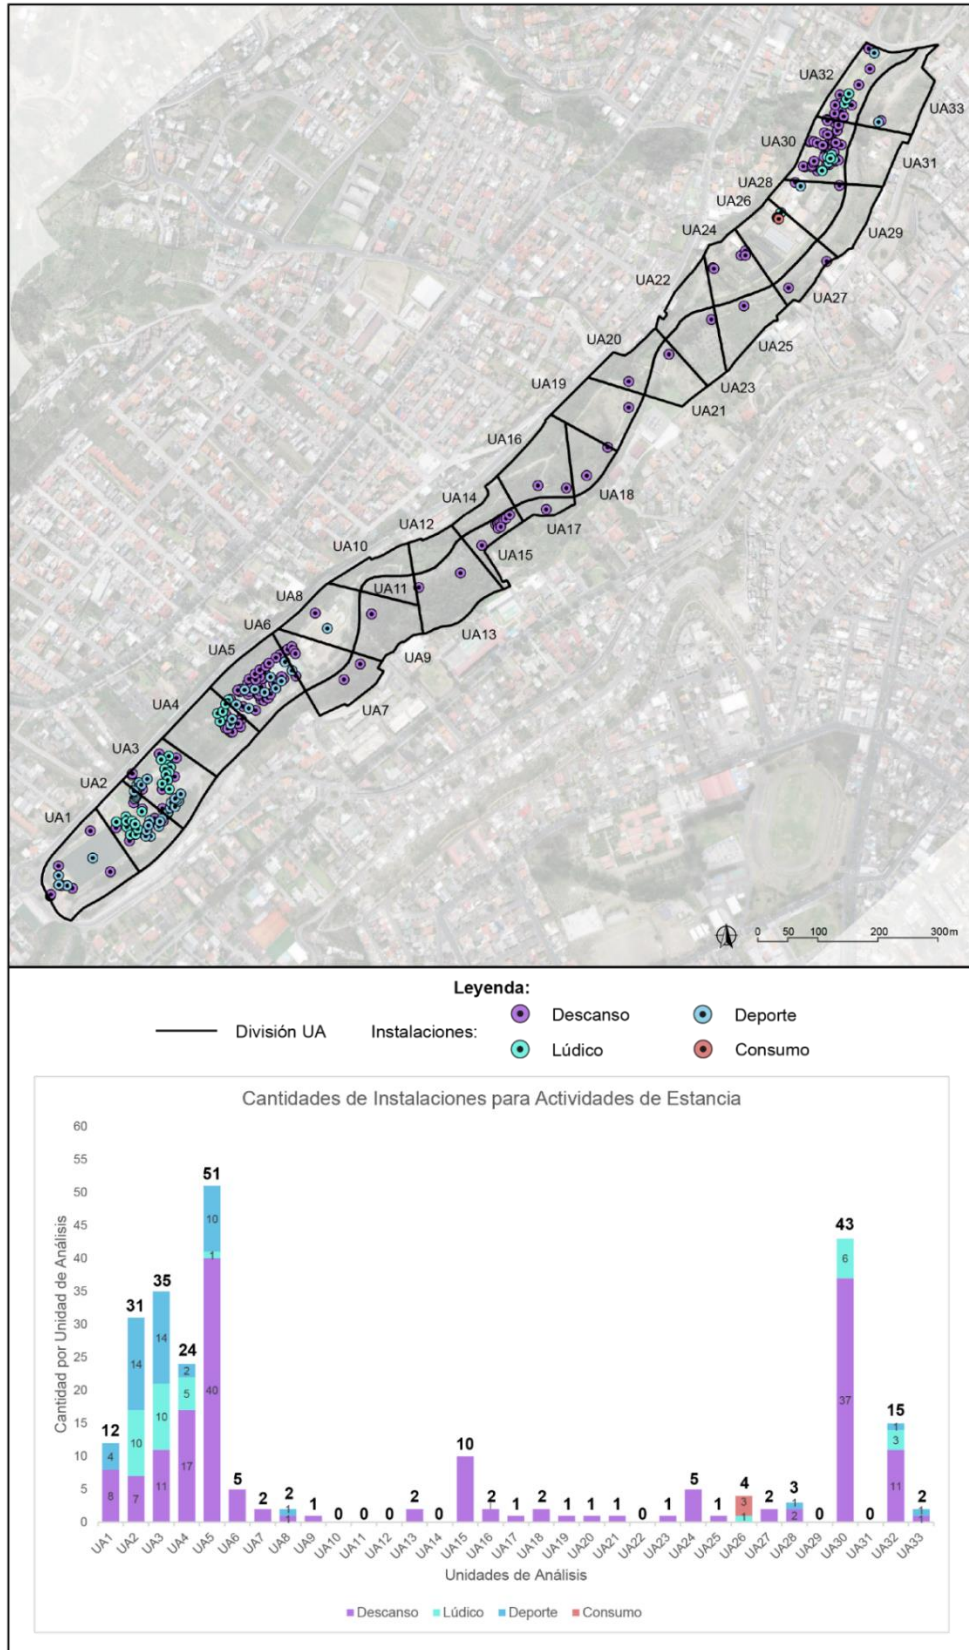 UA32
UA33
UA30
UA31
UA28
UA26
UA29
UA24
UA22
UA27
UA20
UA25
UA19
UA23
UA21
UA16
UA18
UA14
UA17
UA12
UA15
UA10
UA11
UA8
UA13
UA6
UA5
UA9
UA4
UA7
UA3
UA2
UA1
0 50 100 200 300 m
Leyenda:
División UA Instalaciones: Descanso Deporte
Lúdico Consumo
Cantidades de Instalaciones para Actividades de Estancia
Cantidad por Unidad de Análisis
60
55
50
45
40
35
30
25
20
15
10
5
0
12 31 35 24 51 5 2 2 1 0 0 0 2 0 10 2 1 2 1 1 1 0 1 5 1 4 2 3 0 43 0 15 2
4 14 14 2 10 1 3 1 6 1 1
10 10 5 1 1 1 2 37 3 1
8 7 11 17 40 11
UA1 UA2 UA3 UA4 UA5 UA6 UA7 UA8 UA9 UA10 UA11 UA12 UA13 UA14 UA15 UA16 UA17 UA18 UA19 UA20 UA21 UA22 UA23 UA24 UA25 UA26 UA27 UA28 UA29 UA30 UA31 UA32 UA33
Unidades de Análisis
Descanso Lúdico Deporte Consumo